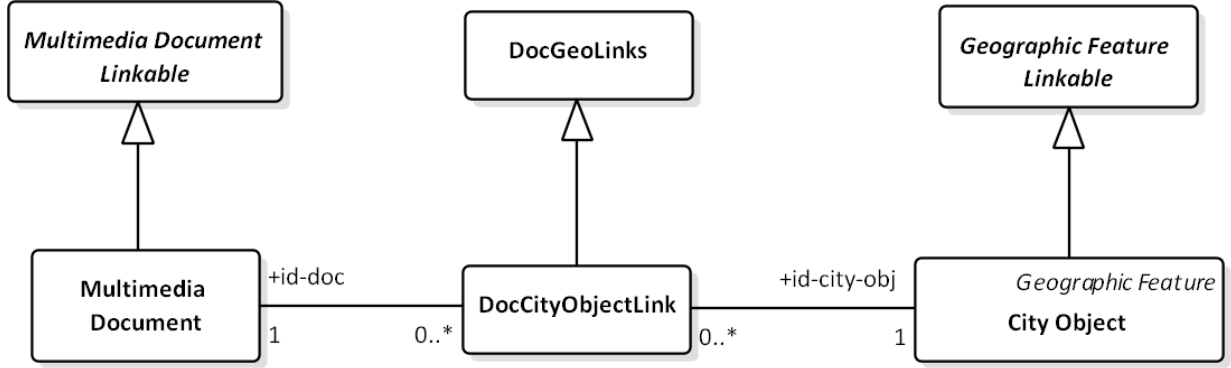 Multimedia Document
Linkable
DocGeoLinks
Geographic Feature
Linkable
Multimedia
Document
+id-doc
1
0..*
DocCityObjectLink
0..*
+id-city-obj
1
Geographic Feature
City Object